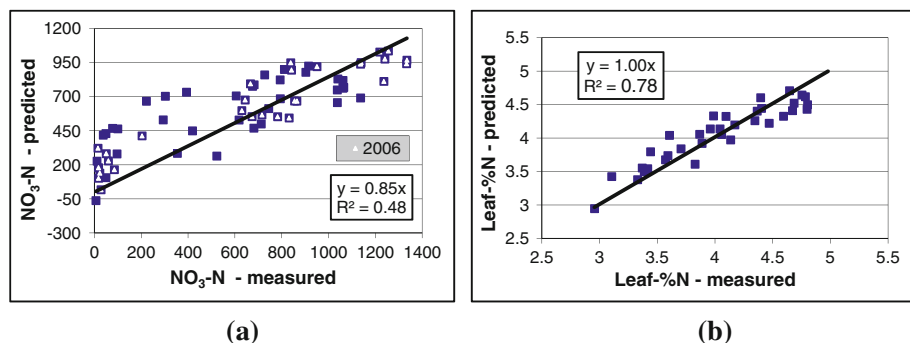 1200
950
700
450
200
-50
-300
NO3-N - predicted
2006
y = 0.85x
R² = 0.48
0 200 400 600 800 1000 1200 1400
NO3-N - measured
(a)
5.5
5
4.5
4
3.5
3
2.5
Leaf-%N - predicted
y = 1.00x
R² = 0.78
2.5 3 3.5 4 4.5 5 5.5
Leaf-%N - measured
(b)